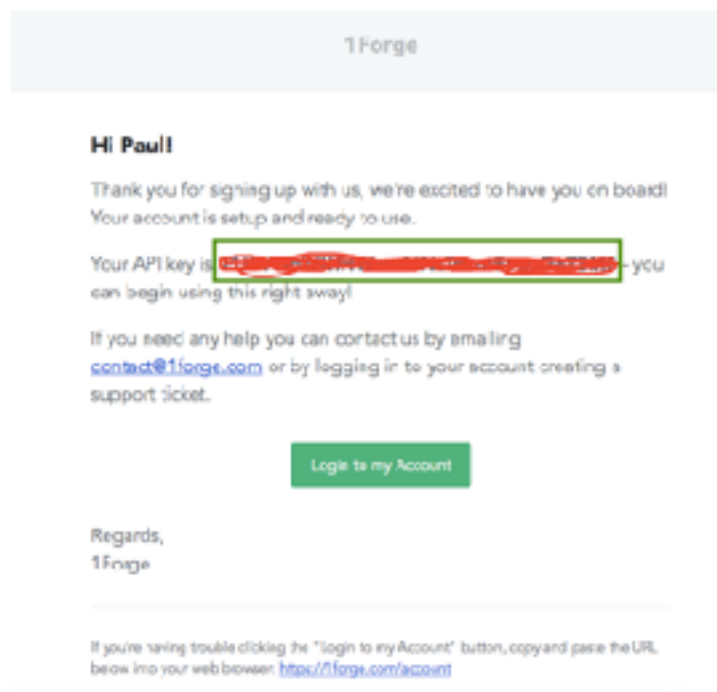 1Forge
Hi Paul!
Thank you for signing up with us, we're excited to have you on board!
Your account is setup and ready to use.
Your API key is - you
can begin using this right away!
If you need any help you can contact us by emailing
contact@1forge.com or by logging in to your account creating a
support ticket.
Login to my Account
Regards,
1Forge
If you're having trouble clicking the "Login to my Account" button, copy and paste the URL
below into your web browser: https://1forge.com/account